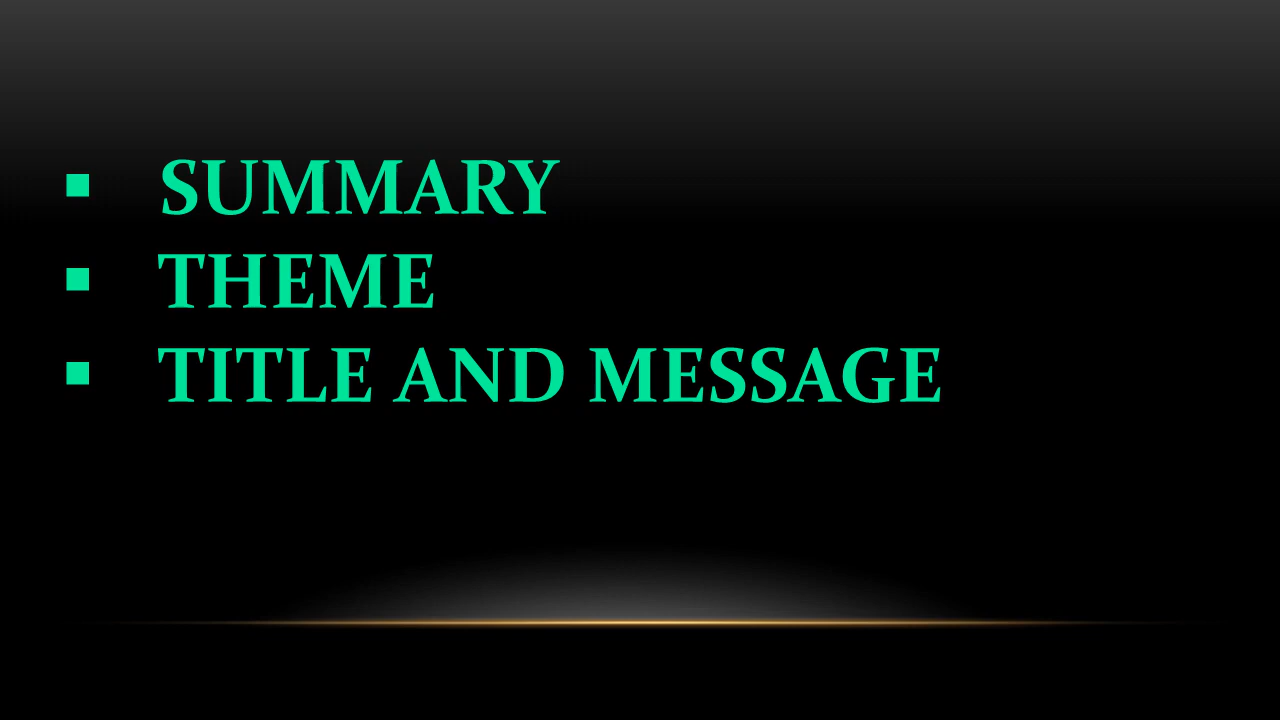 ▪ SUMMARY
▪ THEME
▪ TITLE AND MESSAGE